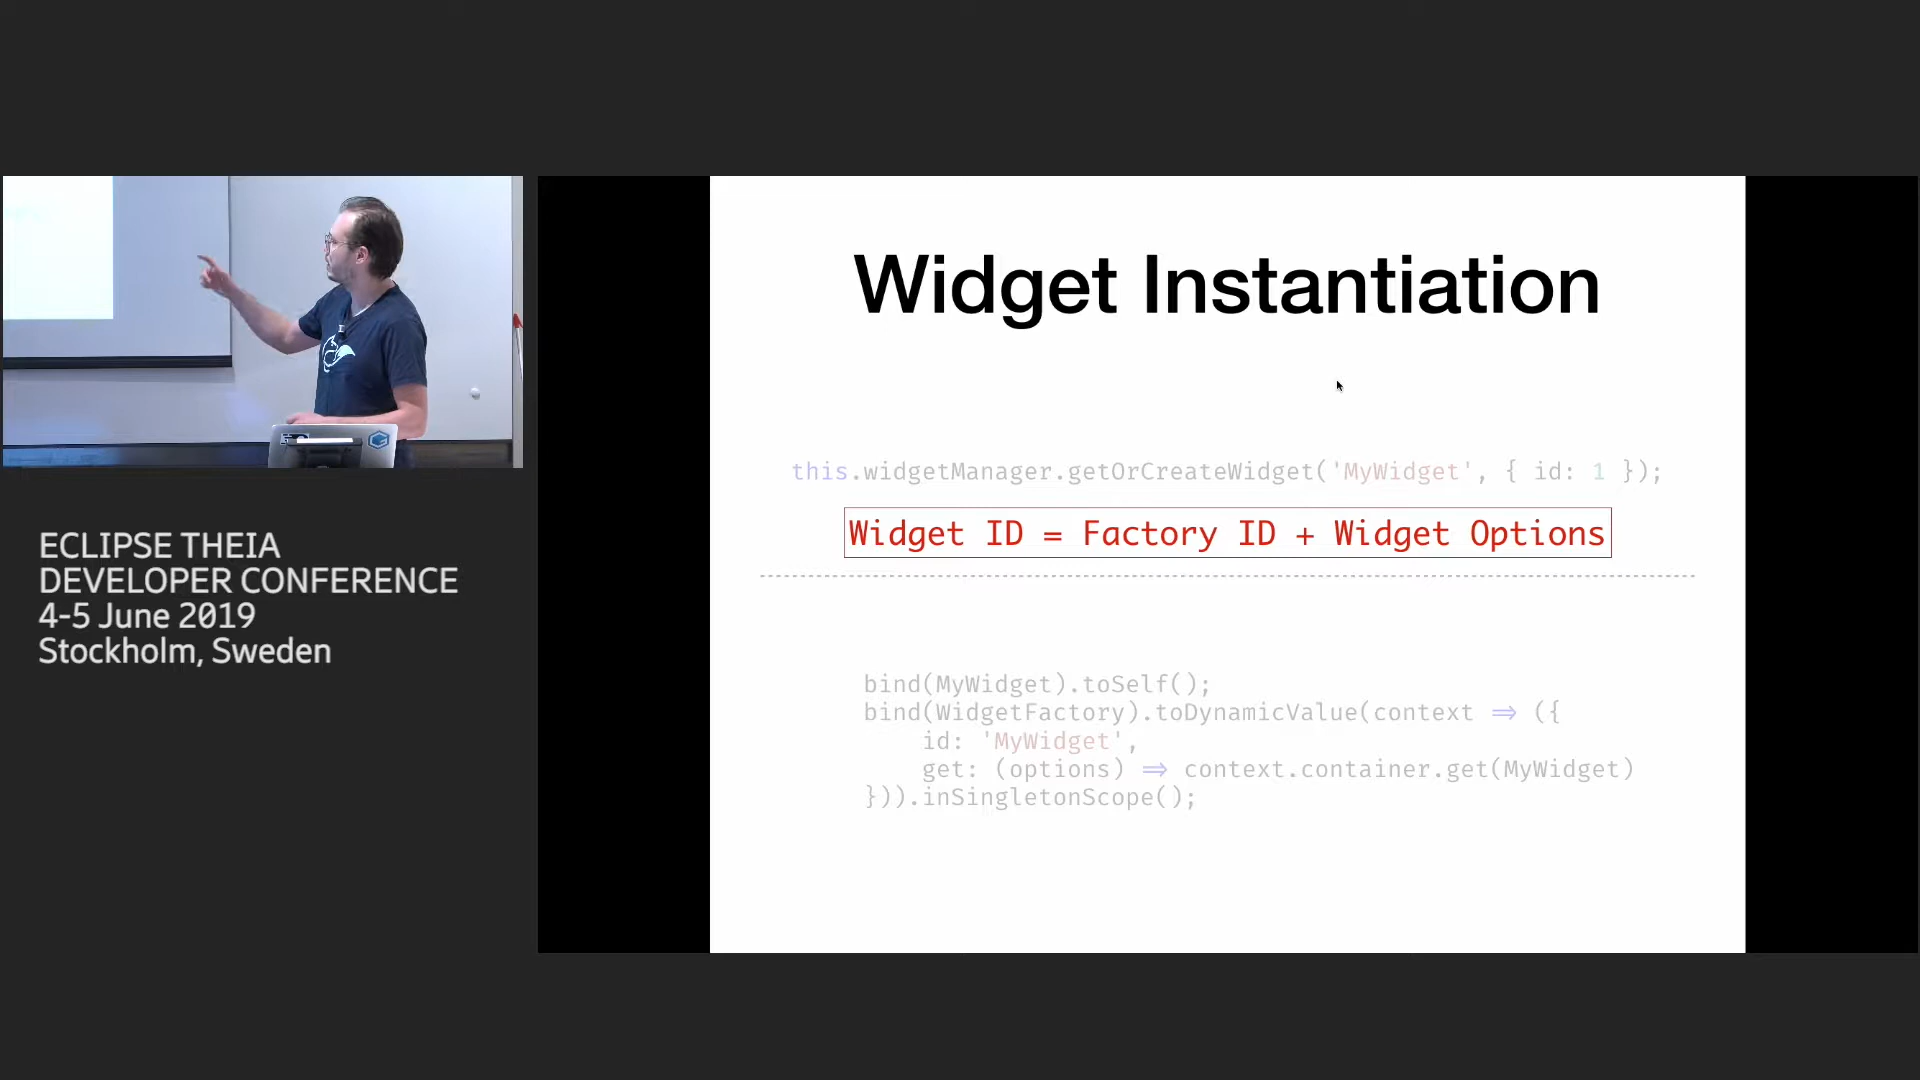 ECLIPSE THEIA
DEVELOPER CONFERENCE
4-5 June 2019
Stockholm, Sweden
Widget Instantiation
this.widgetManager.getOrCreateWidget('MyWidget', { id: 1 });
Widget ID = Factory ID + Widget Options
bind(MyWidget).toSelf();
bind(WidgetFactory).toDynamicValue(context => ({
id: 'MyWidget',
get: (options) => context.container.get(MyWidget)
})).inSingletonScope();